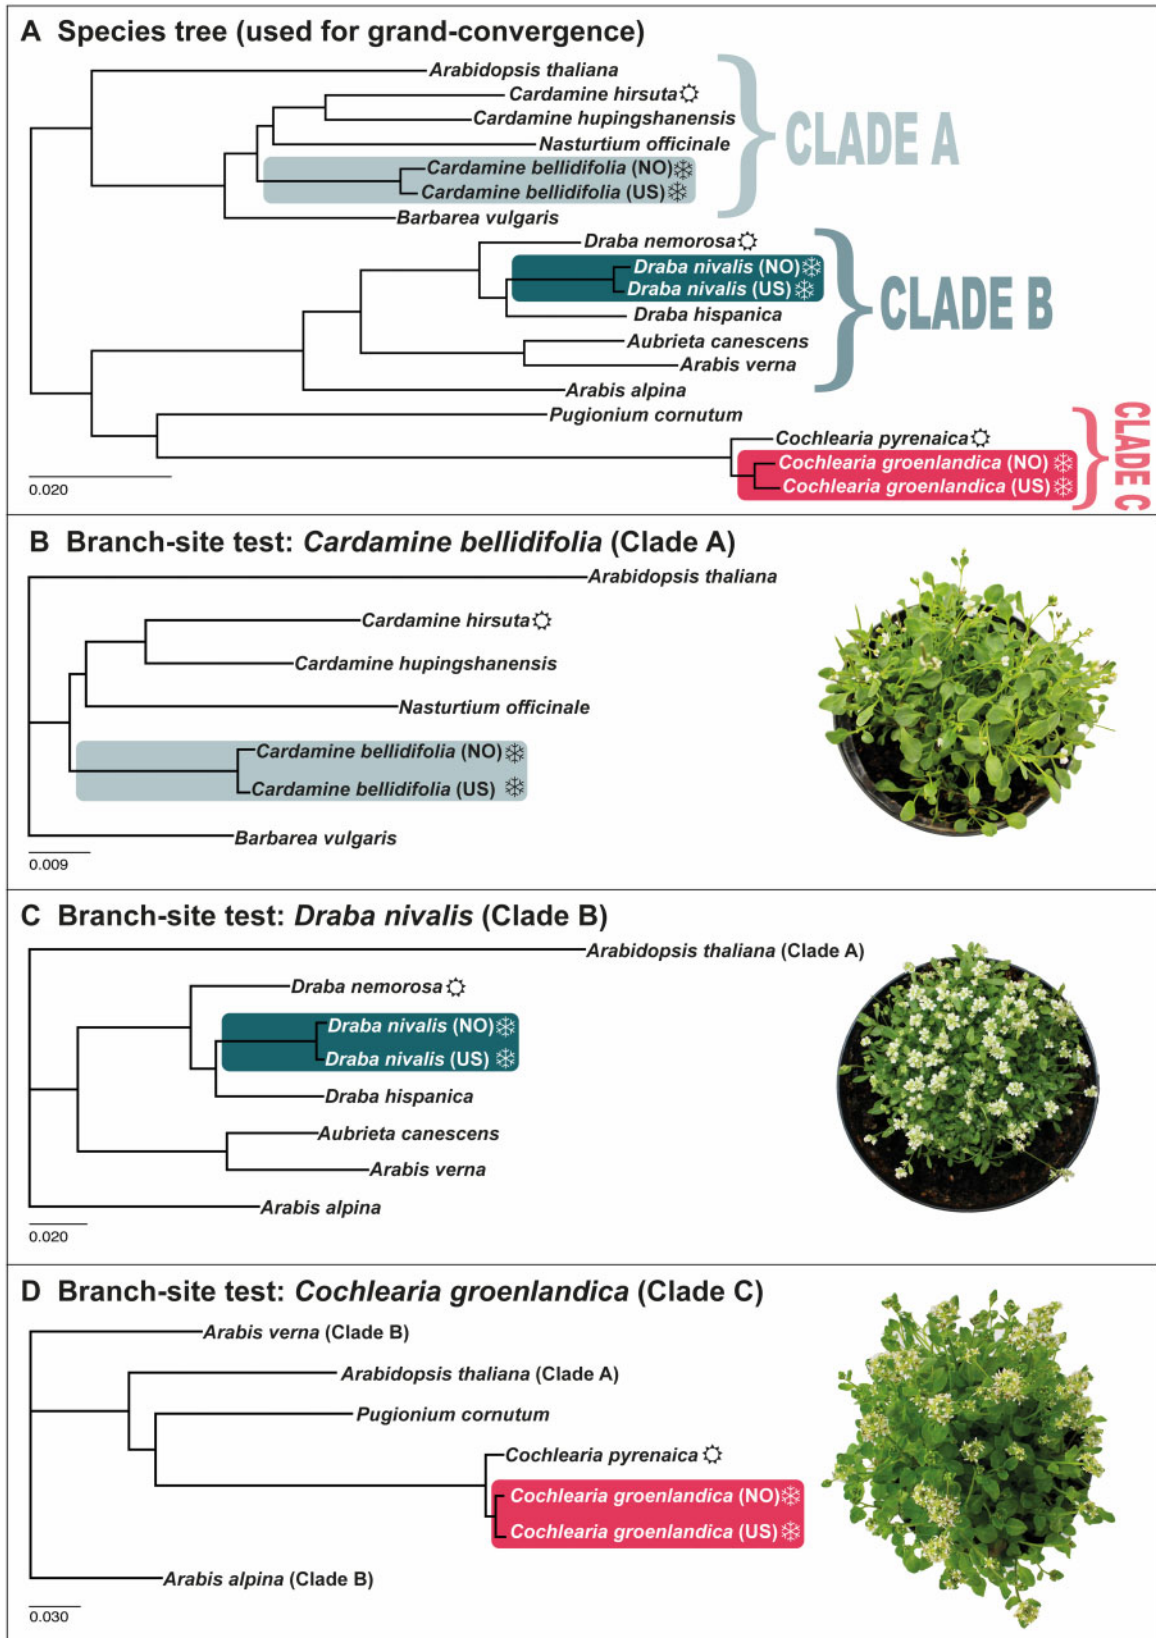 A Species tree (used for grand-convergence)
Arabidopsis thaliana
Cardamine hirsuta
Cardamine hupingshanensis
Nasturtium officinale
Cardamine bellidifolia (NO)
Cardamine bellidifolia (US)
Barbarea vulgaris
CLADE A
Draba nemorosa
Draba nivalis (NO)
Draba nivalis (US)
Draba hispanica
Aubrieta canescens
Arabis verna
Arabis alpina
CLADE B
Pugionium cornutum
Cochlearia pyrenaica
Cochlearia groenlandica (NO)
Cochlearia groenlandica (US)
CLADE C
0.020
B Branch-site test: Cardamine bellidifolia (Clade A)
Arabidopsis thaliana
Cardamine hirsuta
Cardamine hupingshanensis
Nasturtium officinale
Cardamine bellidifolia (NO)
Cardamine bellidifolia (US)
Barbarea vulgaris
0.009
C Branch-site test: Draba nivalis (Clade B)
Arabidopsis thaliana (Clade A)
Draba nemorosa
Draba nivalis (NO)
Draba nivalis (US)
Draba hispanica
Aubrieta canescens
Arabis verna
Arabis alpina
0.020
D Branch-site test: Cochlearia groenlandica (Clade C)
Arabis verna (Clade B)
Arabidopsis thaliana (Clade A)
Pugionium cornutum
Cochlearia pyrenaica
Cochlearia groenlandica (NO)
Cochlearia groenlandica (US)
Arabis alpina (Clade B)
0.030